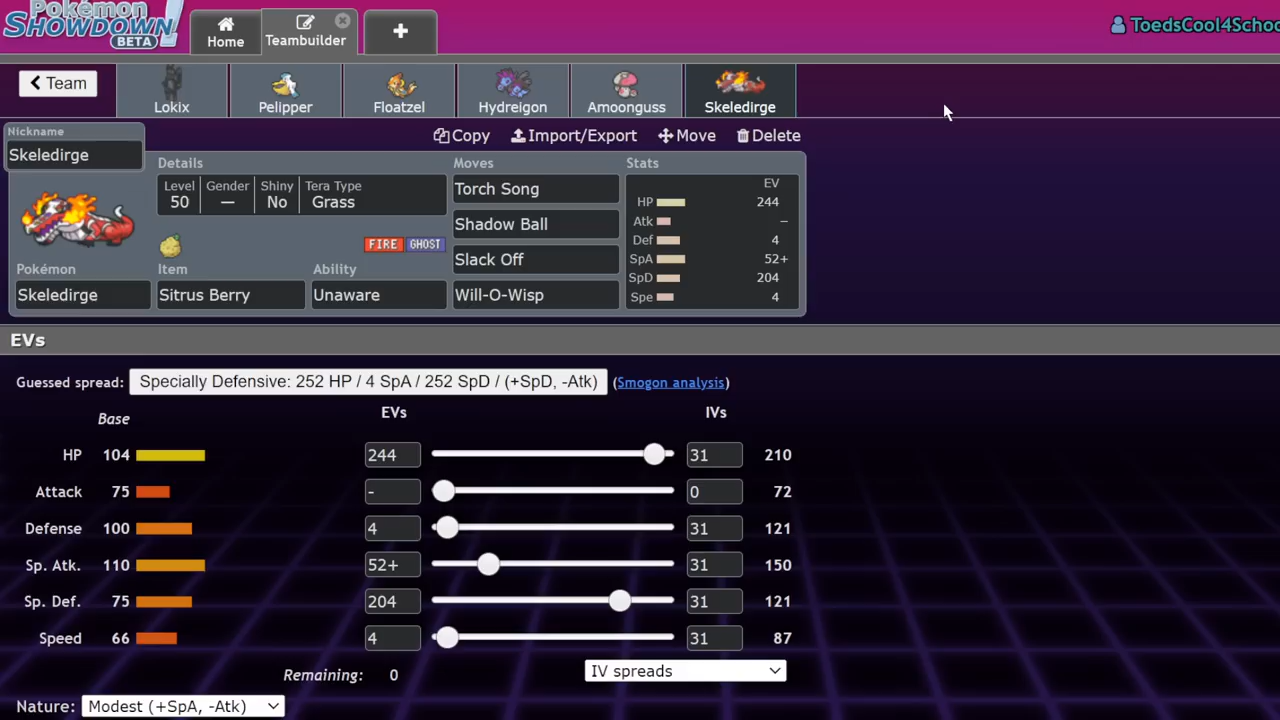 Pokémon
SHOWDOWN!
BETA
Home
Teambuilder
+
ToedsCool4Schoo
< Team
Lokix
Pelipper
Floatzel
Hydreigon
Amoonguss
Skeledirge
Nickname
Skeledirge
Copy
Import/Export
Move
Delete
Details
Level
50
Gender
—
Shiny
No
Tera Type
Grass
FIRE GHOST
Pokémon
Skeledirge
Item
Sitrus Berry
Ability
Unaware
Moves
Torch Song
Shadow Ball
Slack Off
Will-O-Wisp
Stats
EV
HP 244
Atk –
Def 4
SpA 52+
SpD 204
Spe 4
EVs
Guessed spread: Specially Defensive: 252 HP / 4 SpA / 252 SpD / (+SpD, -Atk) (Smogon analysis)
Base EVs IVs
HP 104 244 31 210
Attack 75 - 0 72
Defense 100 4 31 121
Sp. Atk. 110 52+ 31 150
Sp. Def. 75 204 31 121
Speed 66 4 31 87
Remaining: 0 IV spreads
Nature: Modest (+SpA, -Atk)